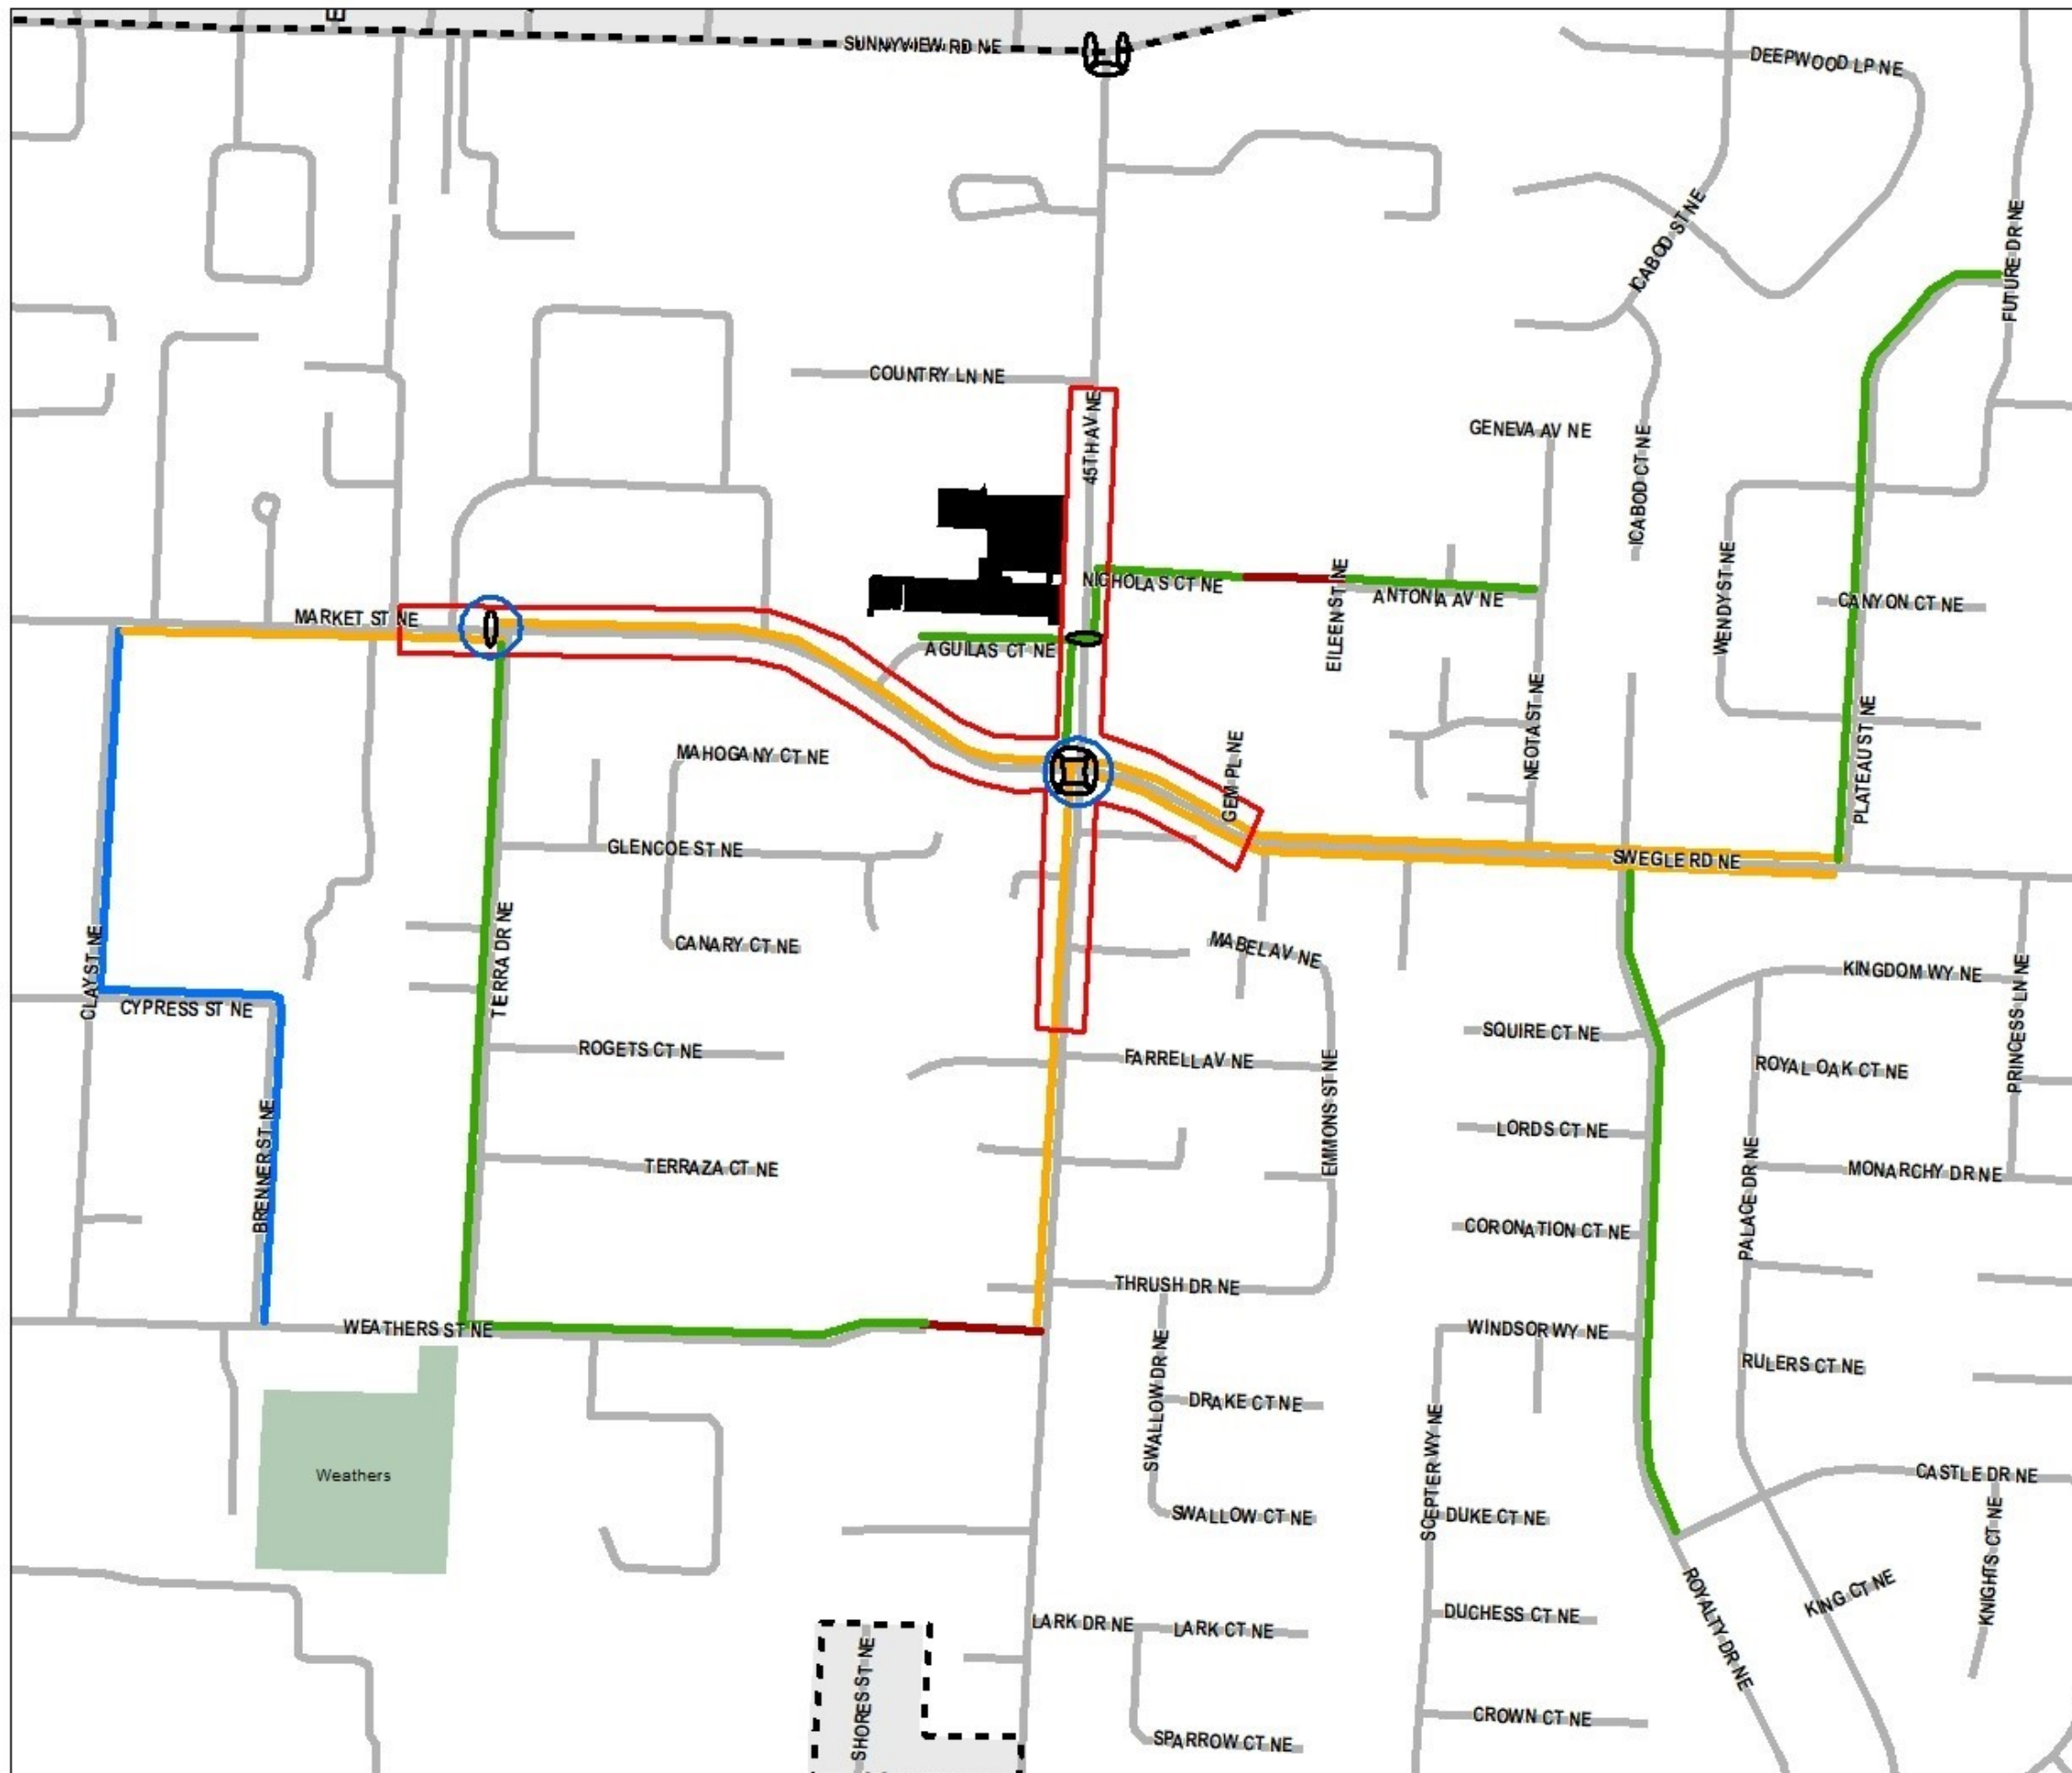 SUNNYVIEW RD NE
DEEPWOOD LP NE
ICABOD ST NE
FUTURE DR NE
COUNTRY LN NE
45TH AV NE
GENEVA AV NE
ICABOD CT NE
NICHOLAS CT NE
EILEEN ST NE
ANTONIA AV NE
WENDY ST NE
CANYON CT NE
MARKET ST NE
AGUILAS CT NE
NEOTA ST NE
PLATEAU ST NE
MAHOGANY CT NE
GEM PL NE
GLENCOE ST NE
SWEGLE RD NE
CLAY ST NE
TERRA DR NE
CANARY CT NE
MABEL AV NE
KINGDOM WY NE
PRINCESS LN NE
CYPRESS ST NE
SQUIRE CT NE
ROGETS CT NE
FARRELL AV NE
EMMONS ST NE
ROYAL OAK CT NE
BRENNER ST NE
LORDS CT NE
TERRAZA CT NE
PALACE DR NE
MONARCHY DR NE
CORONATION CT NE
THRUSH DR NE
WEATHERS ST NE
WINDSOR WY NE
SWALLOW DR NE
RULERS CT NE
DRAKE CT NE
SCEPTER WY NE
Weathers
CASTLE DR NE
SWALLOW CT NE
DUKE CT NE
KNIGHTS CT NE
KING CT NE
ROYALTY DR NE
LARK DR NE
LARK CT NE
DUCHESS CT NE
SHORES ST NE
CROWN CT NE
SPARROW CT NE